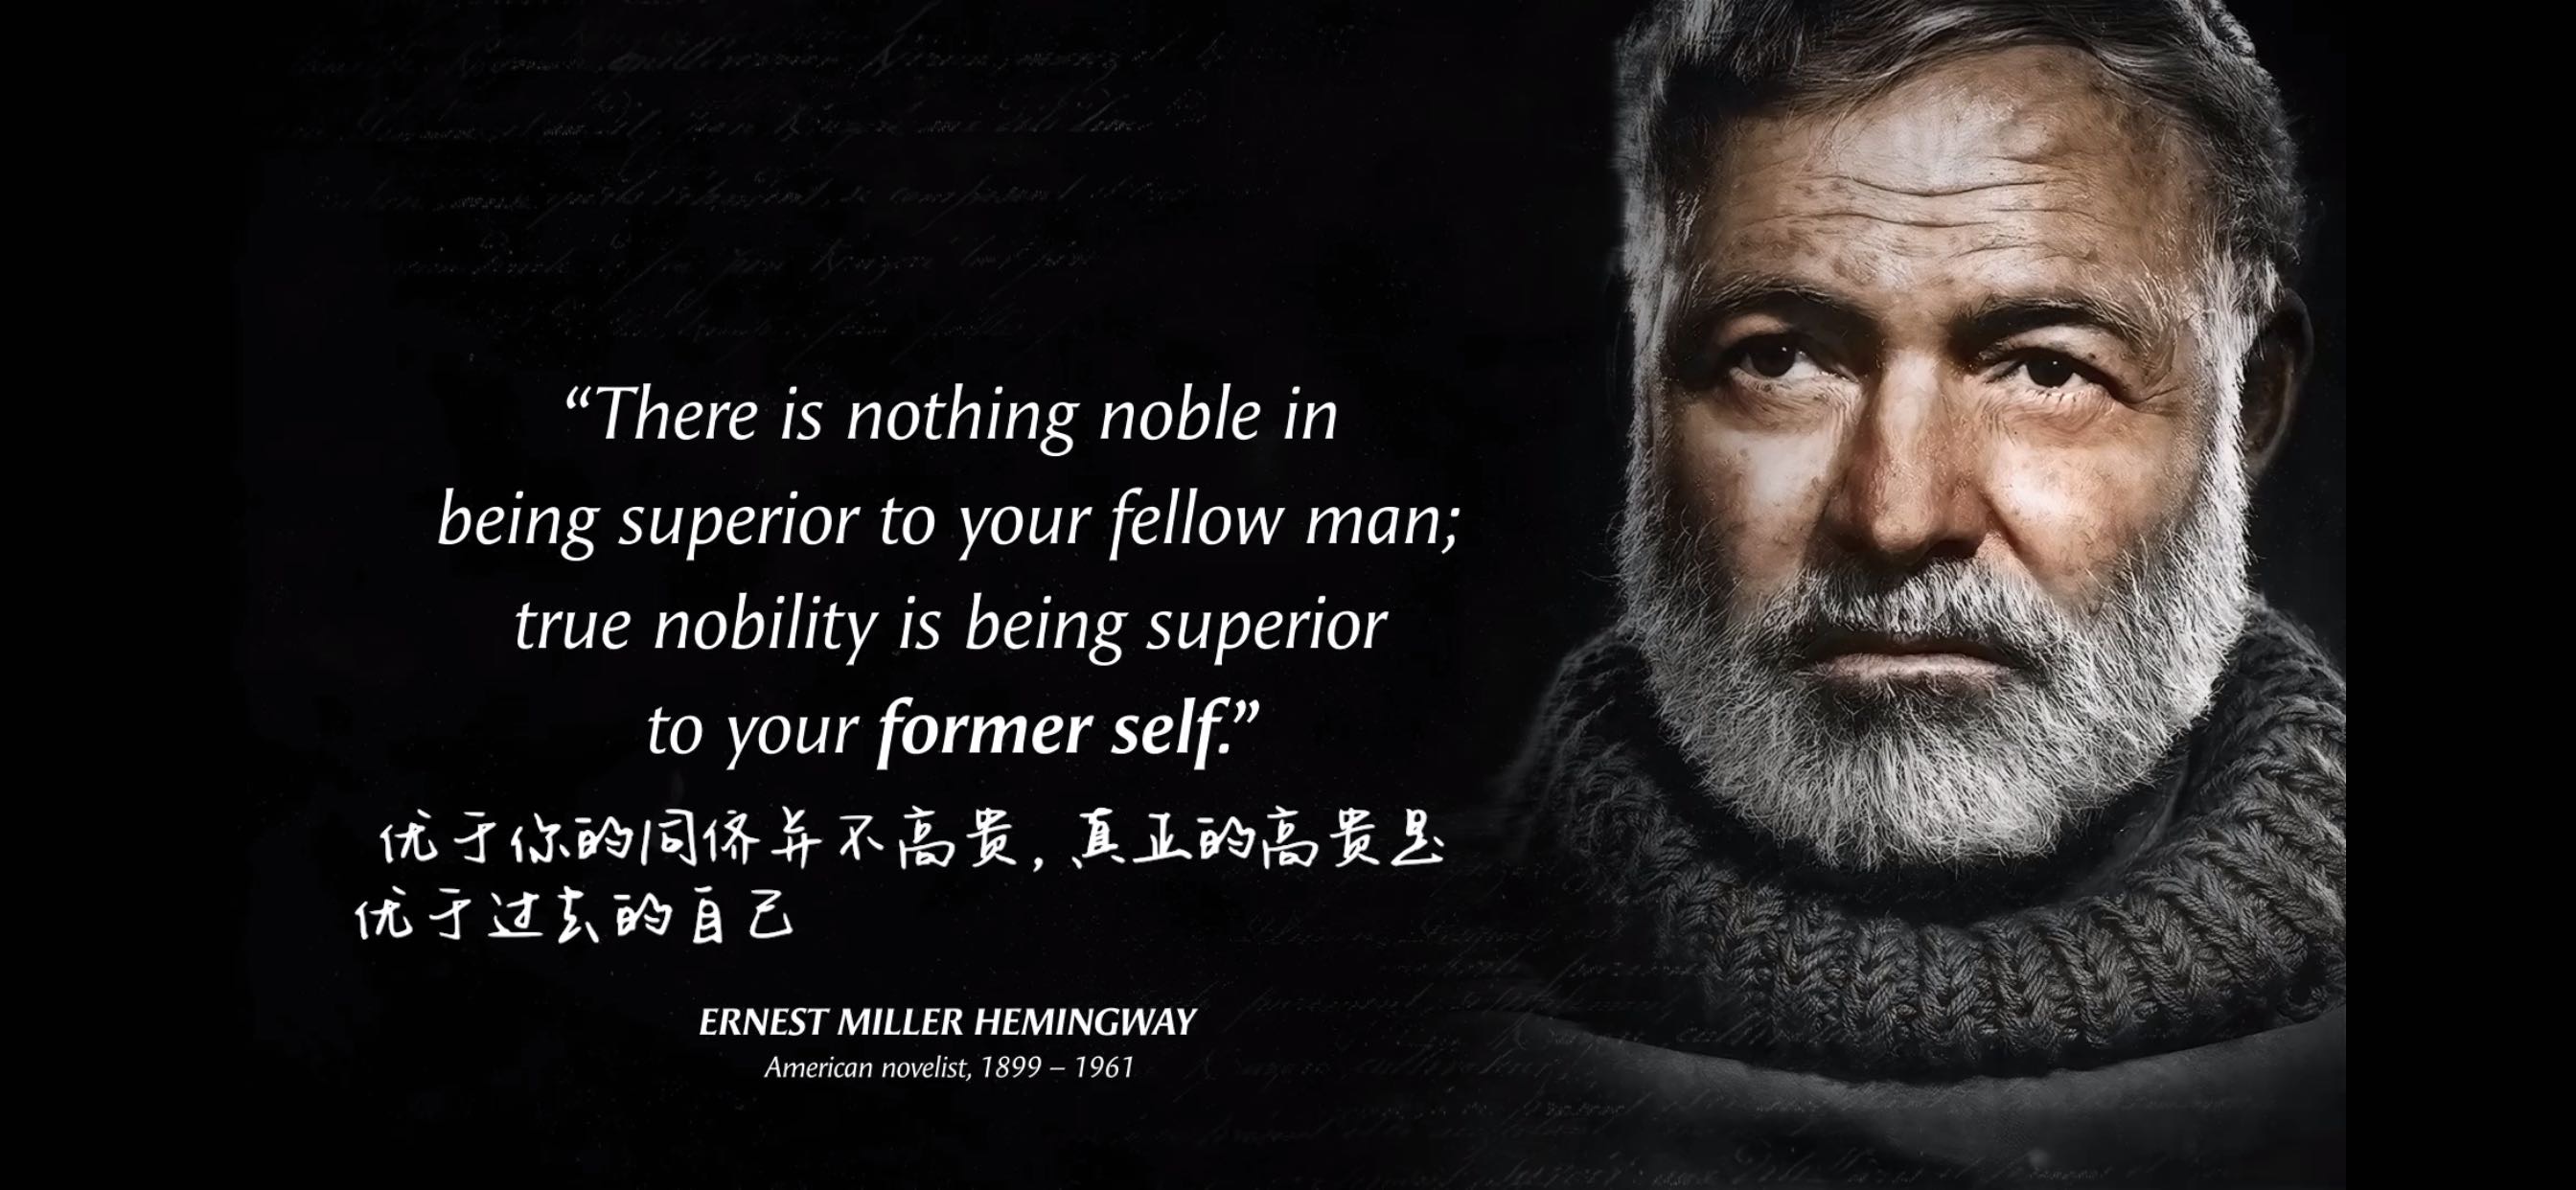 “There is nothing noble in
being superior to your fellow man;
true nobility is being superior
to your former self.”
优于你的同侪并不高贵,真正的高贵是
优于过去的自己
ERNEST MILLER HEMINGWAY
American novelist, 1899 – 1961